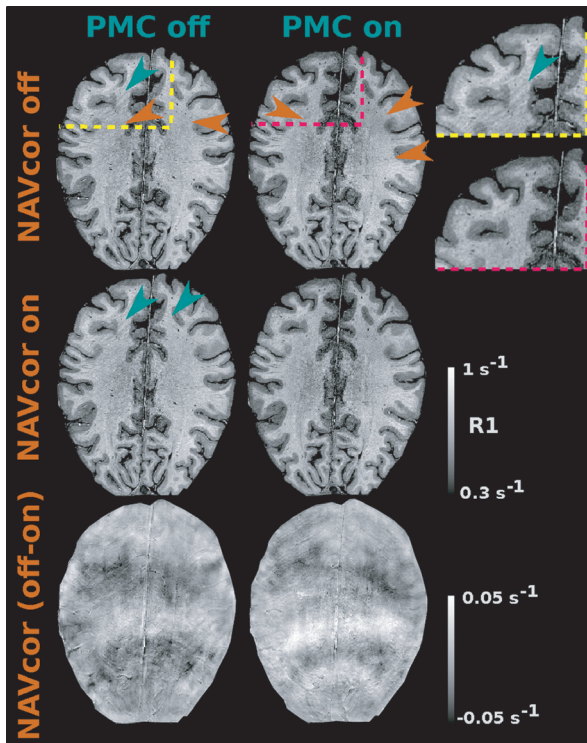 PMC off
PMC on
NAVcor off
NAVcor on
1 s-1
R1
0.3 s-1
NAVcor (off-on)
0.05 s-1
-0.05 s-1